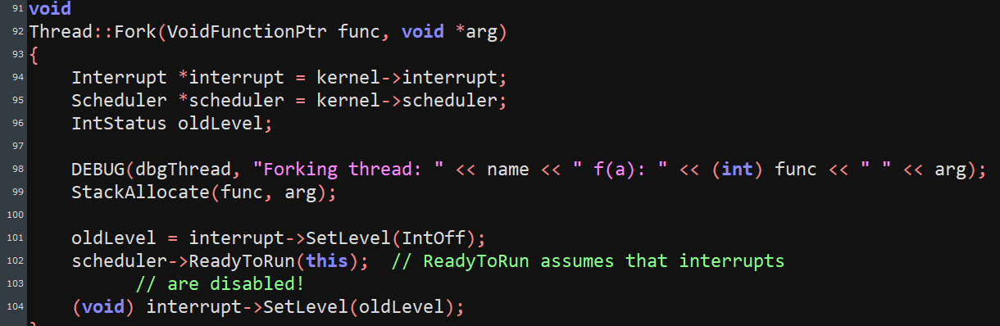 91 void
92 Thread::Fork(VoidFunctionPtr func, void *arg)
93 {
94     Interrupt *interrupt = kernel->interrupt;
95     Scheduler *scheduler = kernel->scheduler;
96     IntStatus oldLevel;
97
98     DEBUG(dbgThread, "Forking thread: " << name << " f(a): " << (int) func << " " << arg);
99     StackAllocate(func, arg);
100
101     oldLevel = interrupt->SetLevel(IntOff);
102     scheduler->ReadyToRun(this);  // ReadyToRun assumes that interrupts
103           // are disabled!
104     (void) interrupt->SetLevel(oldLevel);